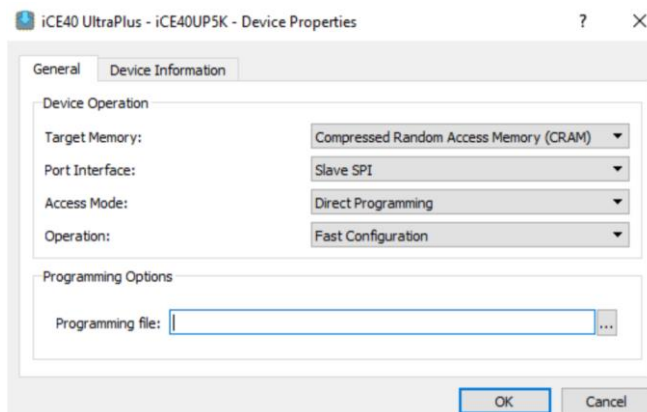 iCE40 UltraPlus - iCE40UP5K - Device Properties ? ×
General Device Information
Device Operation
Target Memory: Compressed Random Access Memory (CRAM)
Port Interface: Slave SPI
Access Mode: Direct Programming
Operation: Fast Configuration
Programming Options
Programming file: ...
OK Cancel